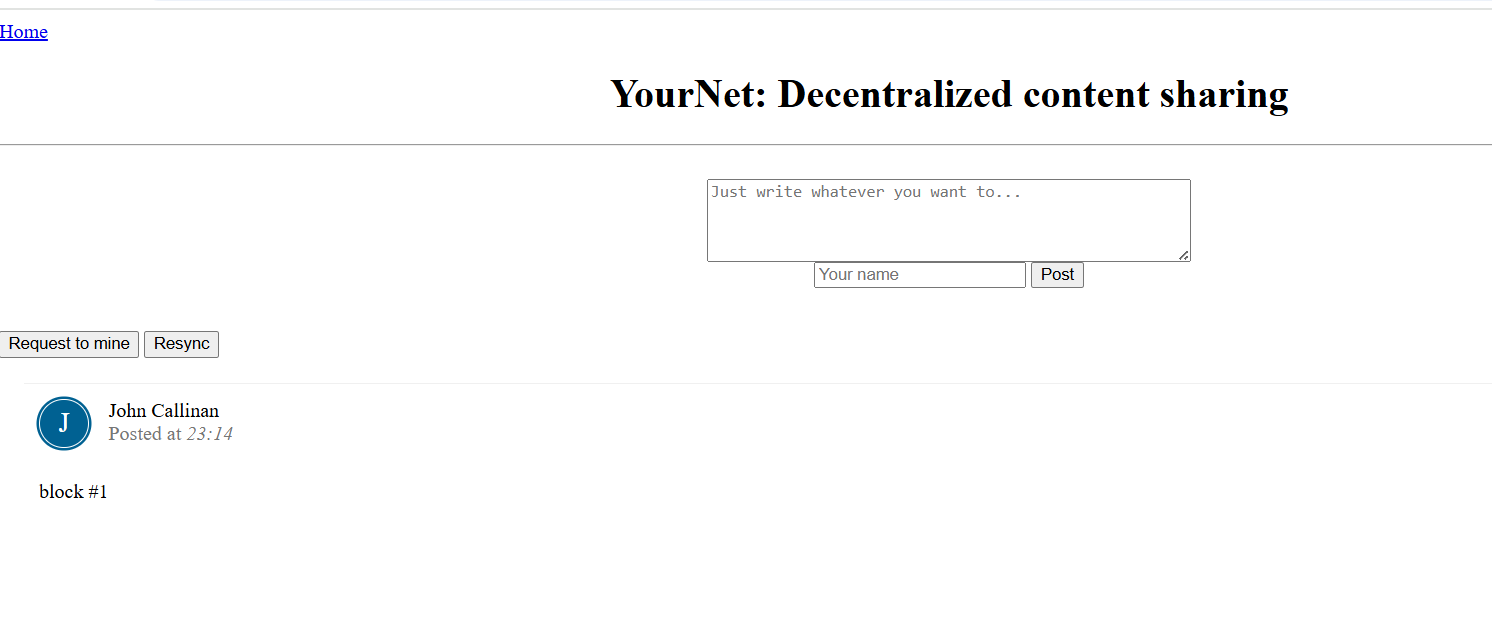 Home
YourNet: Decentralized content sharing
Just write whatever you want to...
Your name Post
Request to mine Resync
J
John Callinan
Posted at 23:14
block #1